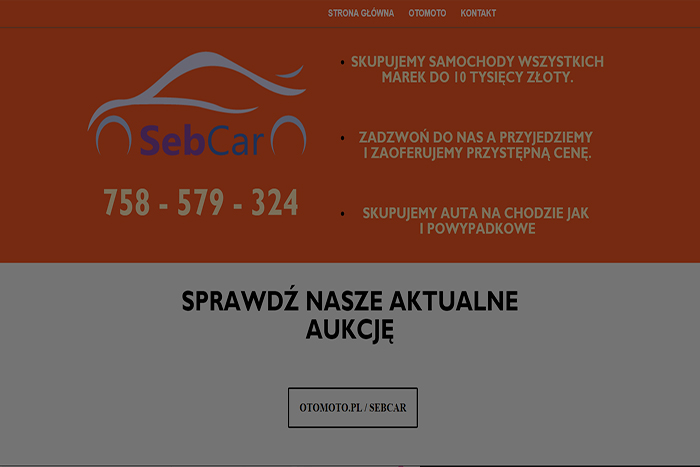 STRONA GŁÓWNA OTOMOTO KONTAKT
SebCar
758 - 579 - 324
SKUPUJEMY SAMOCHODY WSZYSTKICH
MAREK DO 10 TYSIĘCY ZŁOTY.
ZADZWOŃ DO NAS A PRZYJEDZIEMY
I ZAOFERUJEMY PRZYSTĘPNĄ CENĘ.
SKUPUJEMY AUTA NA CHODZIE JAK
I POWYPADKOWE
SPRAWDŹ NASZE AKTUALNE
AUKCJĘ
OTOMOTO.PL / SEBCAR